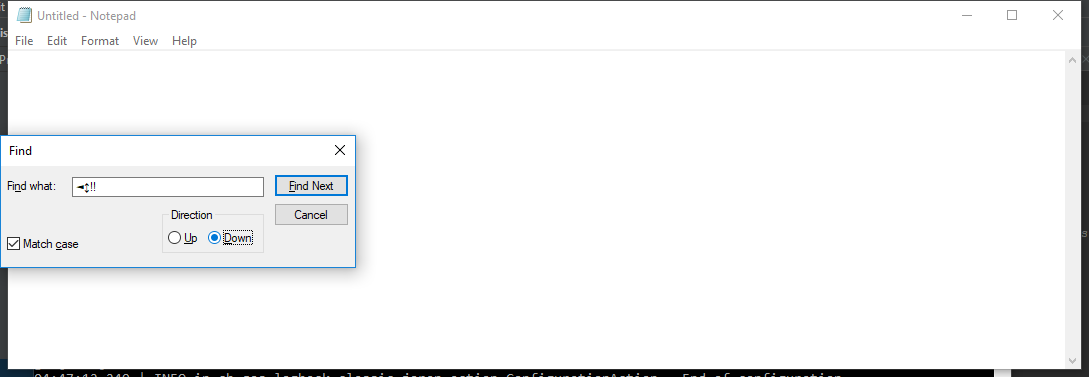 Untitled - Notepad
File Edit Format View Help
Find
Find what: ◄↕‼ Find Next
Direction Cancel
Up Down
Match case
04:47:12,240 | INFO in ch.qos.logback.classic.joran.action.ConfigurationAction - End of configuration